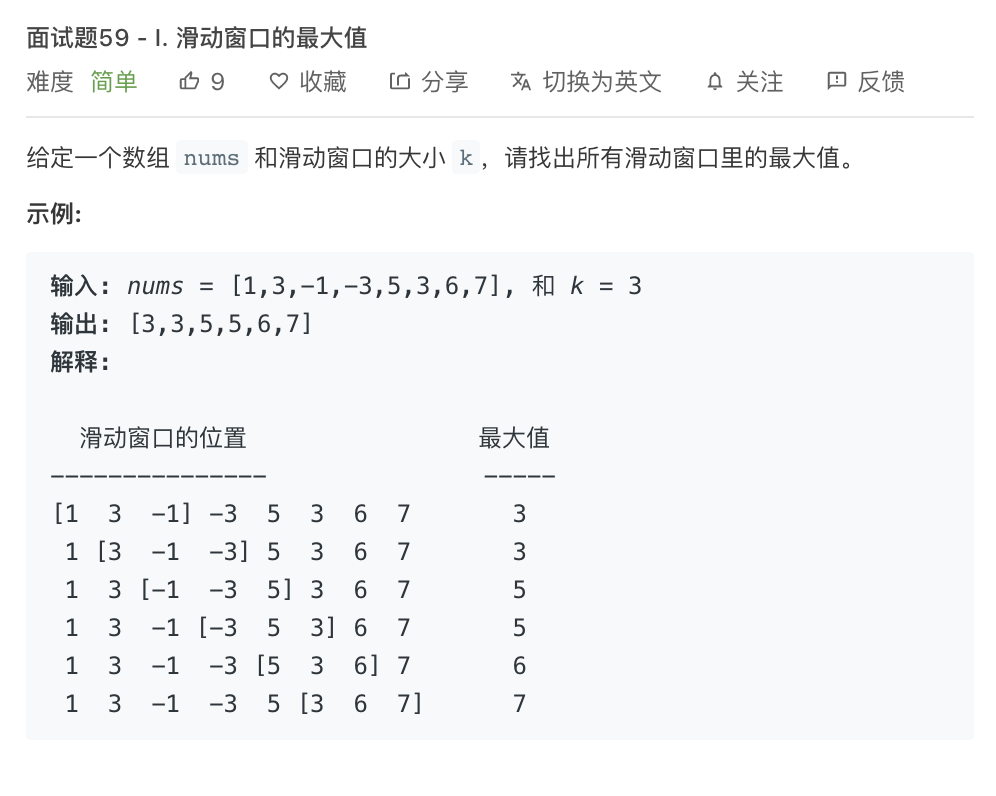 面试题59 - I. 滑动窗口的最大值
难度 简单 9 收藏 分享 切换为英文 关注 反馈
给定一个数组 nums 和滑动窗口的大小 k，请找出所有滑动窗口里的最大值。
示例:
输入: nums = [1,3,-1,-3,5,3,6,7], 和 k = 3
输出: [3,3,5,5,6,7]
解释:
滑动窗口的位置 最大值
--------------- -----
[1 3 -1] -3 5 3 6 7 3
1 [3 -1 -3] 5 3 6 7 3
1 3 [-1 -3 5] 3 6 7 5
1 3 -1 [-3 5 3] 6 7 5
1 3 -1 -3 [5 3 6] 7 6
1 3 -1 -3 5 [3 6 7] 7